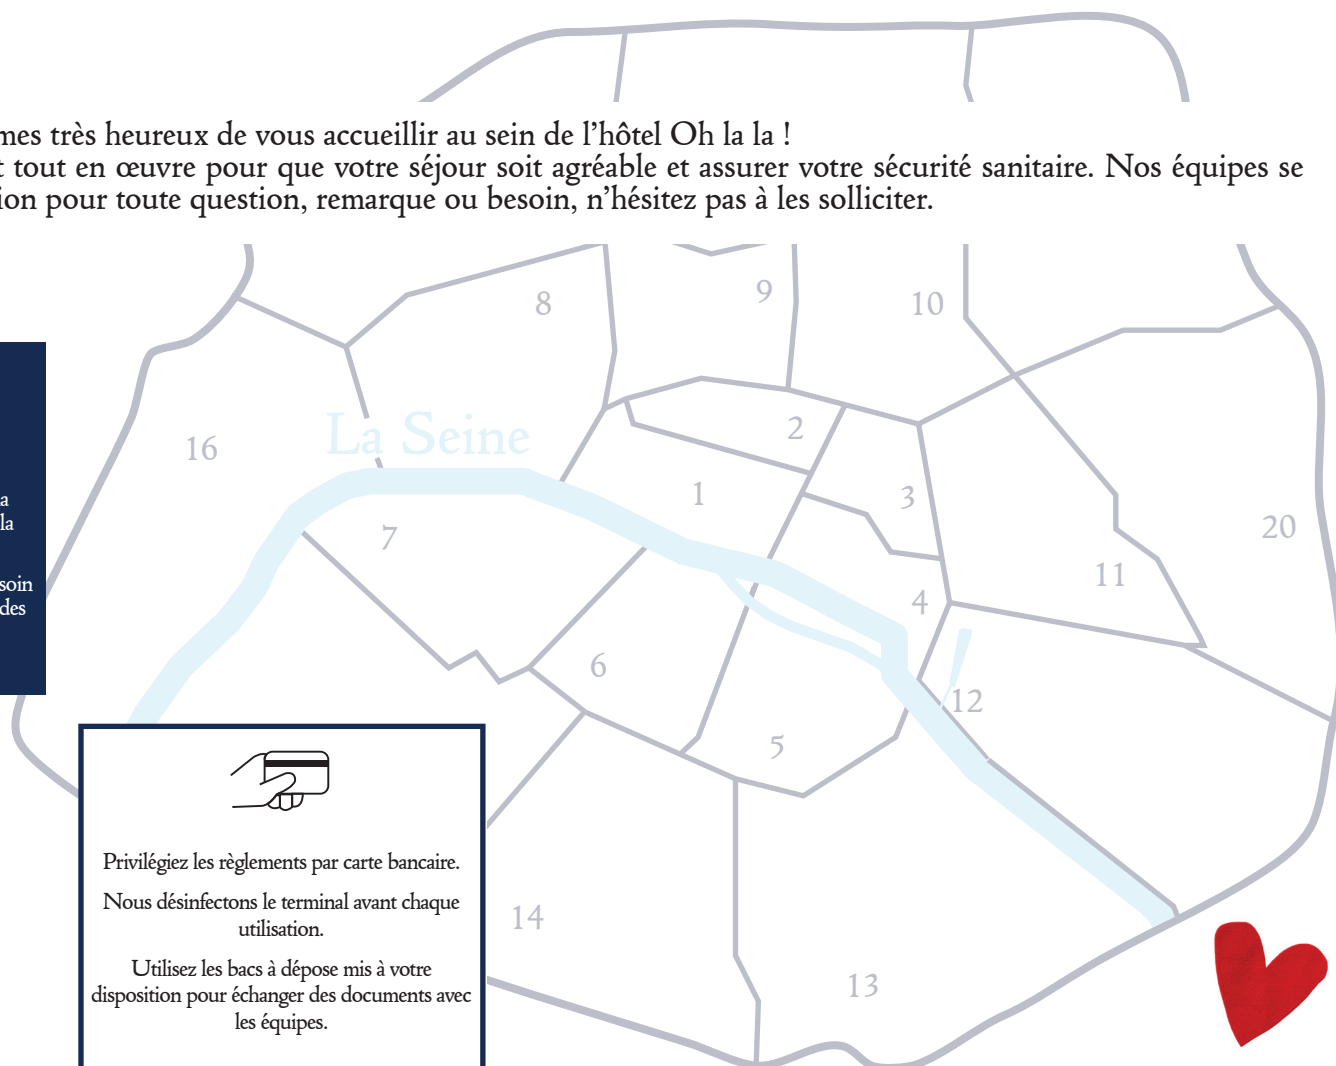 mes très heureux de vous accueillir au sein de l’hôtel Oh la la !
t tout en œuvre pour que votre séjour soit agréable et assurer votre sécurité sanitaire. Nos équipes se
ion pour toute question, remarque ou besoin, n’hésitez pas à les solliciter.
8
9
10
La Seine
2
16
1
3
la
la
7
20
11
soin
des
4
6
12
5
Privilégiez les règlements par carte bancaire.
Nous désinfectons le terminal avant chaque
utilisation.
Utilisez les bacs à dépose mis à votre
disposition pour échanger des documents avec
les équipes.
14
13